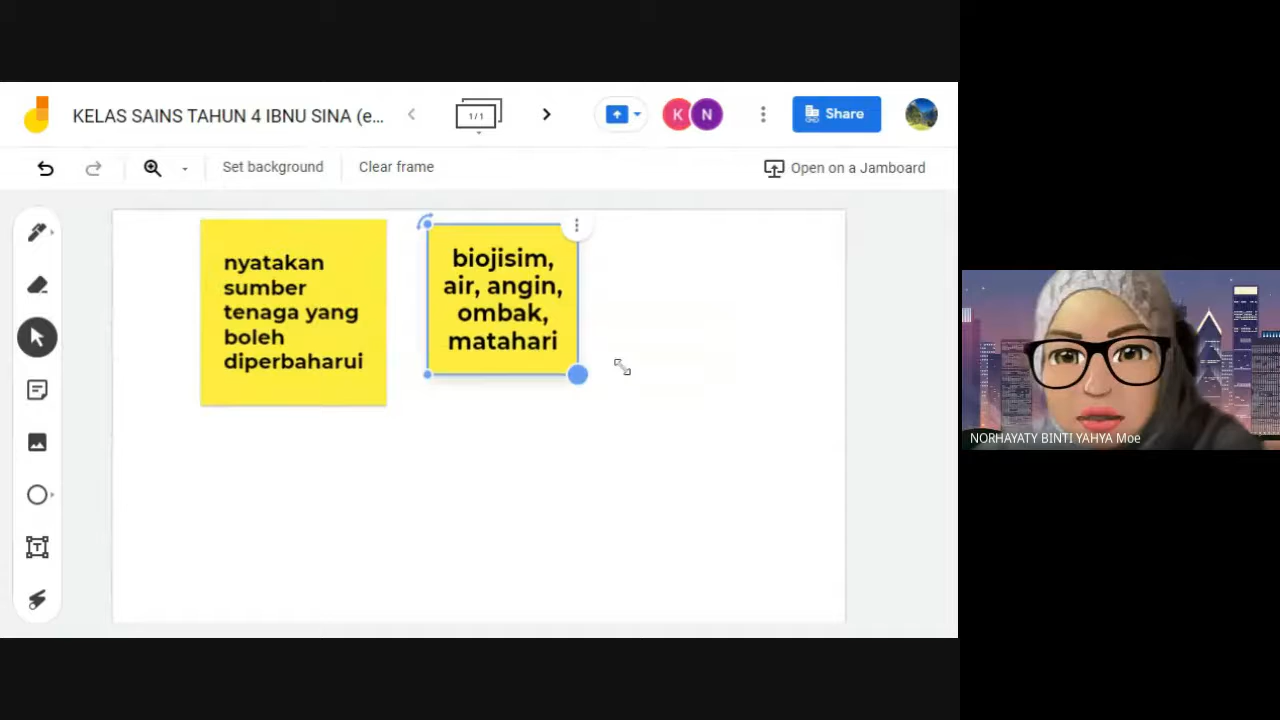 KELAS SAINS TAHUN 4 IBNU SINA (e...
1/1
K N
Share
Set background
Clear frame
Open on a Jamboard
nyatakan
sumber
tenaga yang
boleh
diperbaharui
biojisim,
air, angin,
ombak,
matahari
T
NORHAYATY BINTI YAHYA Moe